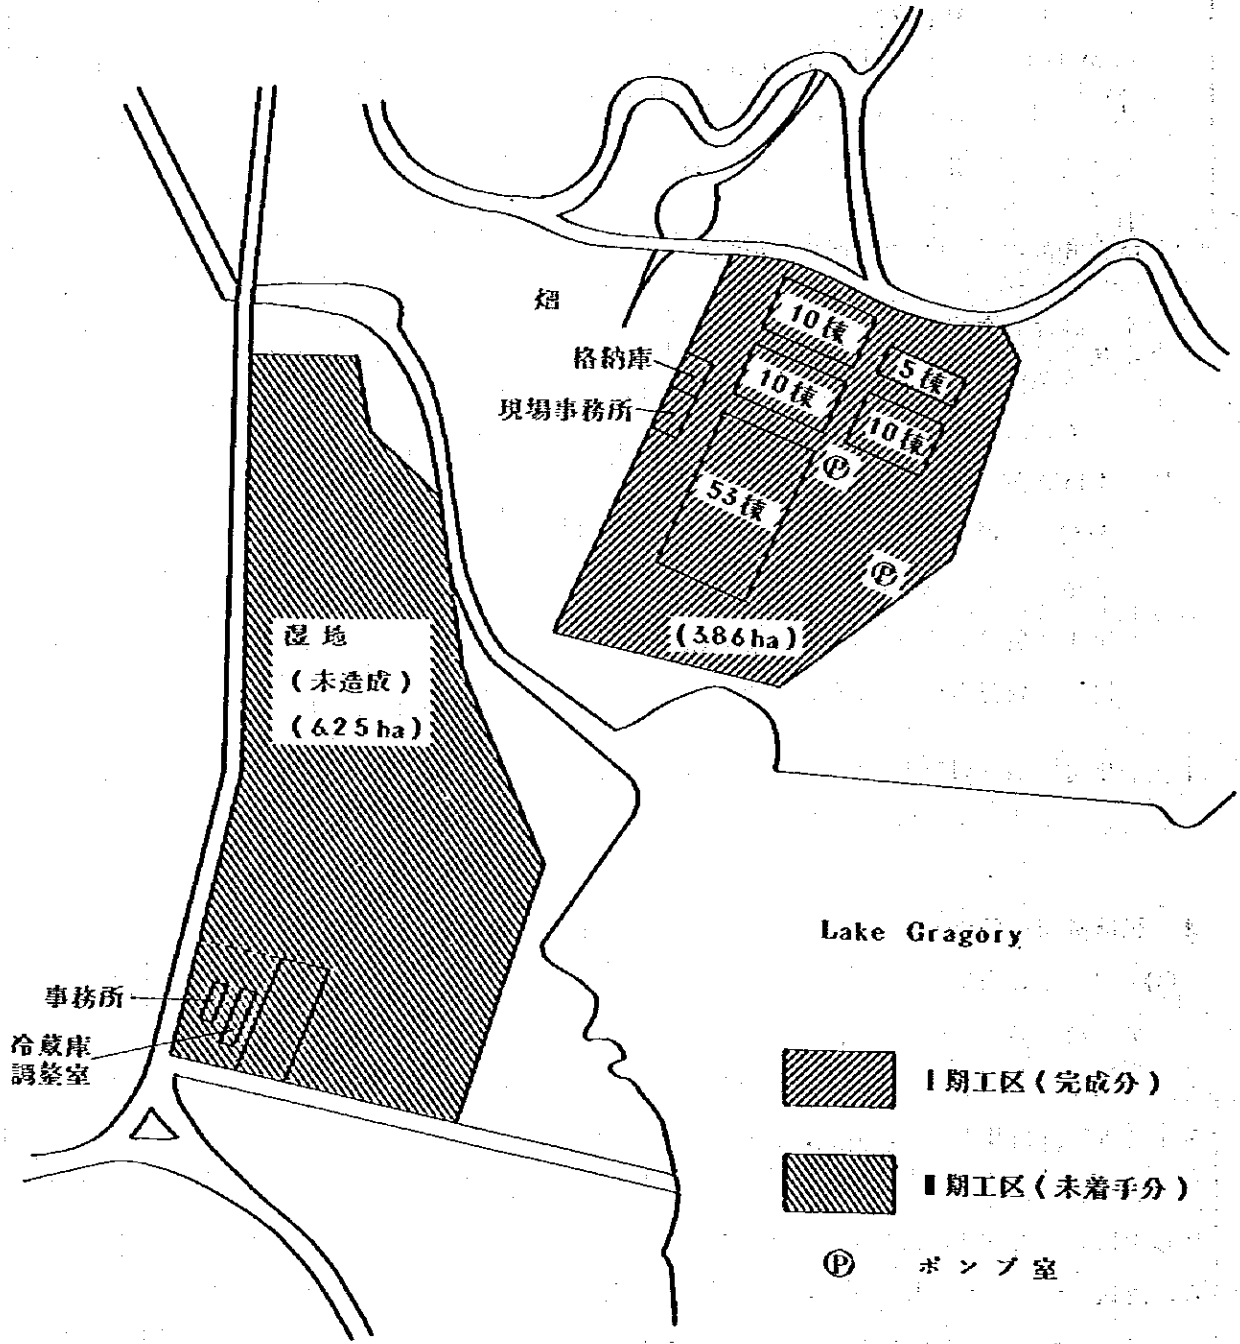 畑
格納庫
現場事務所
10棟
5棟
10棟
10棟
53棟
Ⓟ
Ⓟ
(3.86ha)
湿地
(未造成)
(6.25ha)
事務所
冷蔵庫
調整室
Lake Gragory
Ⅰ期工区(完成分)
Ⅱ期工区(未着手分)
Ⓟ ポンプ室